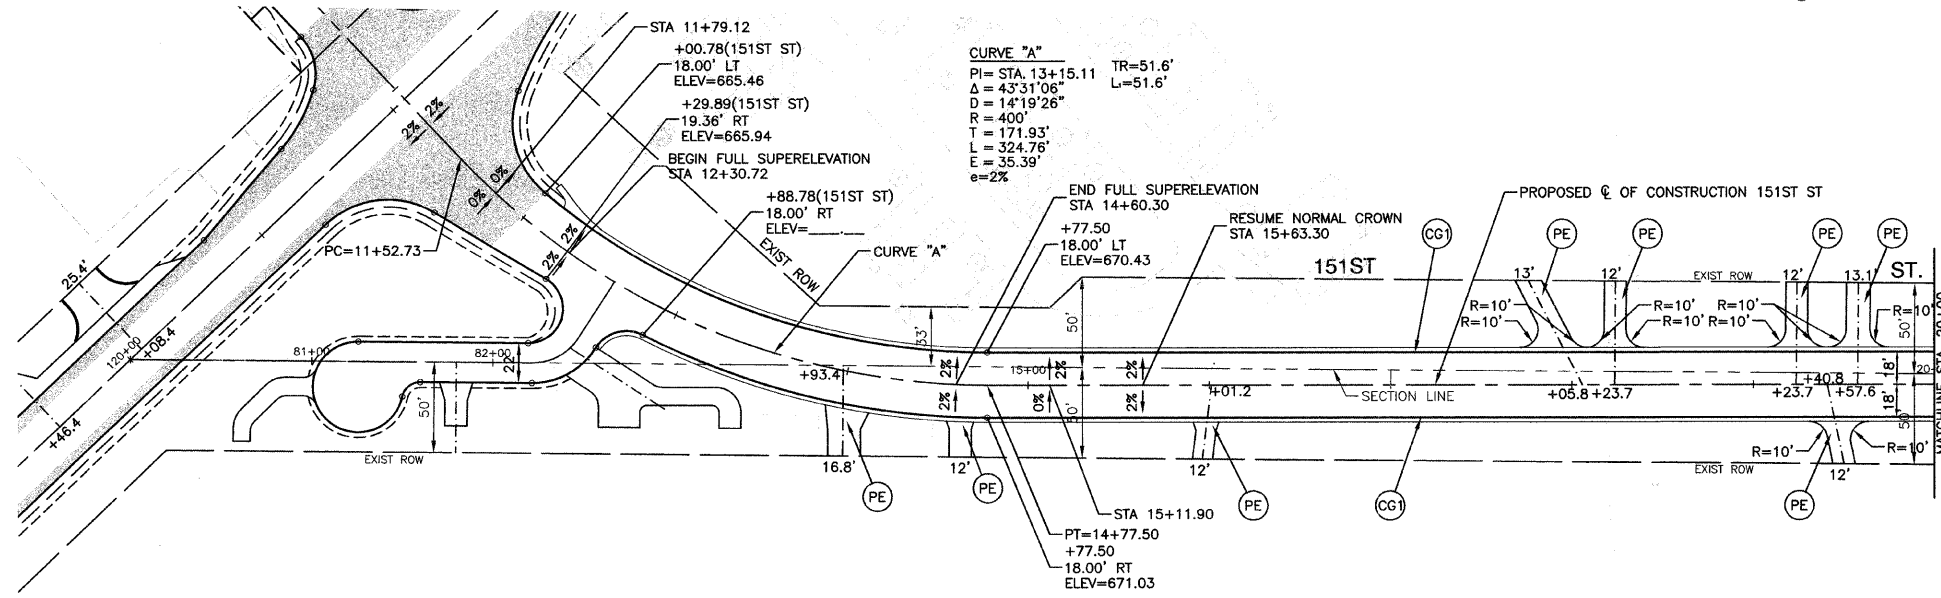 STA 11+79.12
+00.78(151ST ST)
18.00' LT
ELEV=665.46
+29.89(151ST ST)
19.36' RT
ELEV=665.94
BEGIN FULL SUPERELEVATION
STA 12+30.72
+88.78(151ST ST)
18.00' RT
ELEV=___.__
EXIST ROW
CURVE "A"
CURVE "A"
PI= STA. 13+15.11
Δ = 43°31'06"
D = 14°19'26"
R = 400'
T = 171.93'
L = 324.76'
E = 35.39'
e=2%
TR=51.6'
L=51.6'
END FULL SUPERELEVATION
STA 14+60.30
+77.50
18.00' LT
ELEV=670.43
RESUME NORMAL CROWN
STA 15+63.30
PROPOSED ℄ OF CONSTRUCTION 151ST ST
CG1
PE
PE
PE
PE
151ST
ST.
EXIST ROW
13'
12'
12'
13.1'
R=10'
R=10'
R=10'
R=10'
R=10'
R=10'
R=10'
2%
2%
0%
0%
2%
2%
PC=11+52.73
25.4'
120+00
+08.4
+46.4
81+00
82+00
22'
50'
33'
50'
50'
50'
18'
18'
50'
+93.4
2%
2%
15+00
2%
0%
2%
2%
+01.2
SECTION LINE
+05.8
+23.7
+23.7
+40.8
+57.6
20+
MATCHLINE STA 20+00
EXIST ROW
16.8'
12'
12'
12'
R=10'
R=10'
EXIST ROW
PE
PE
PE
CG1
PE
STA 15+11.90
PT=14+77.50
+77.50
18.00' RT
ELEV=671.03